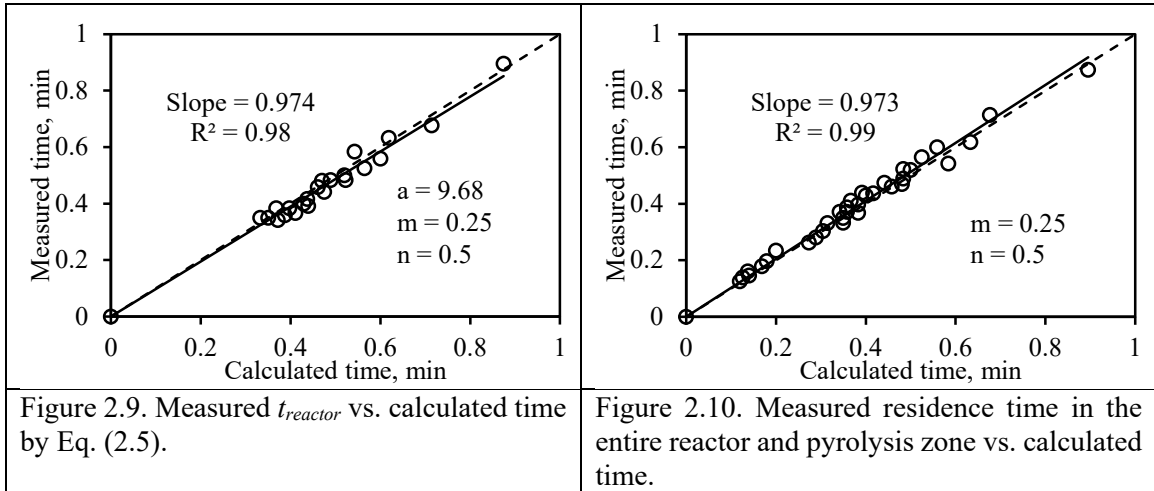 1
0.8
0.6
0.4
0.2
0
Measured time, min
Slope = 0.974
R² = 0.98
a = 9.68
m = 0.25
n = 0.5
0 0.2 0.4 0.6 0.8 1
Calculated time, min
Figure 2.9. Measured treactor vs. calculated time
by Eq. (2.5).
1
0.8
0.6
0.4
0.2
0
Measured time, min
Slope = 0.973
R² = 0.99
m = 0.25
n = 0.5
0 0.2 0.4 0.6 0.8 1
Calculated time, min
Figure 2.10. Measured residence time in the
entire reactor and pyrolysis zone vs. calculated
time.